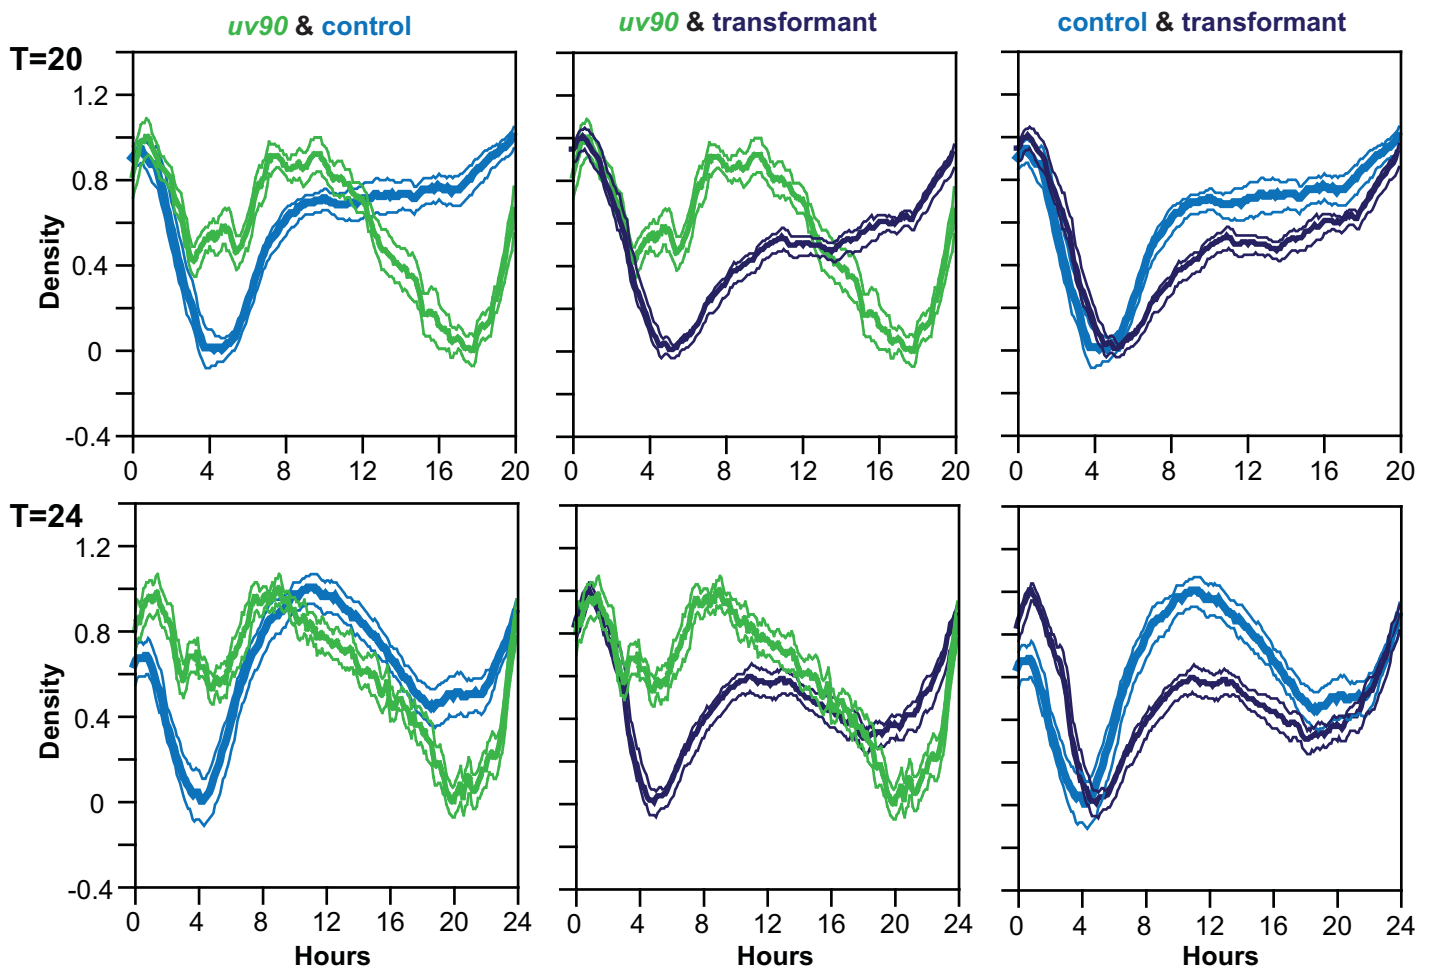 uv90 & control
uv90 & transformant
control & transformant
T=20
Density
1.2
0.8
0.4
0
-0.4
0 4 8 12 16 20
0 4 8 12 16 20
0 4 8 12 16 20
T=24
Density
1.2
0.8
0.4
0
-0.4
0 4 8 12 16 20 24
0 4 8 12 16 20 24
0 4 8 12 16 20 24
Hours
Hours
Hours